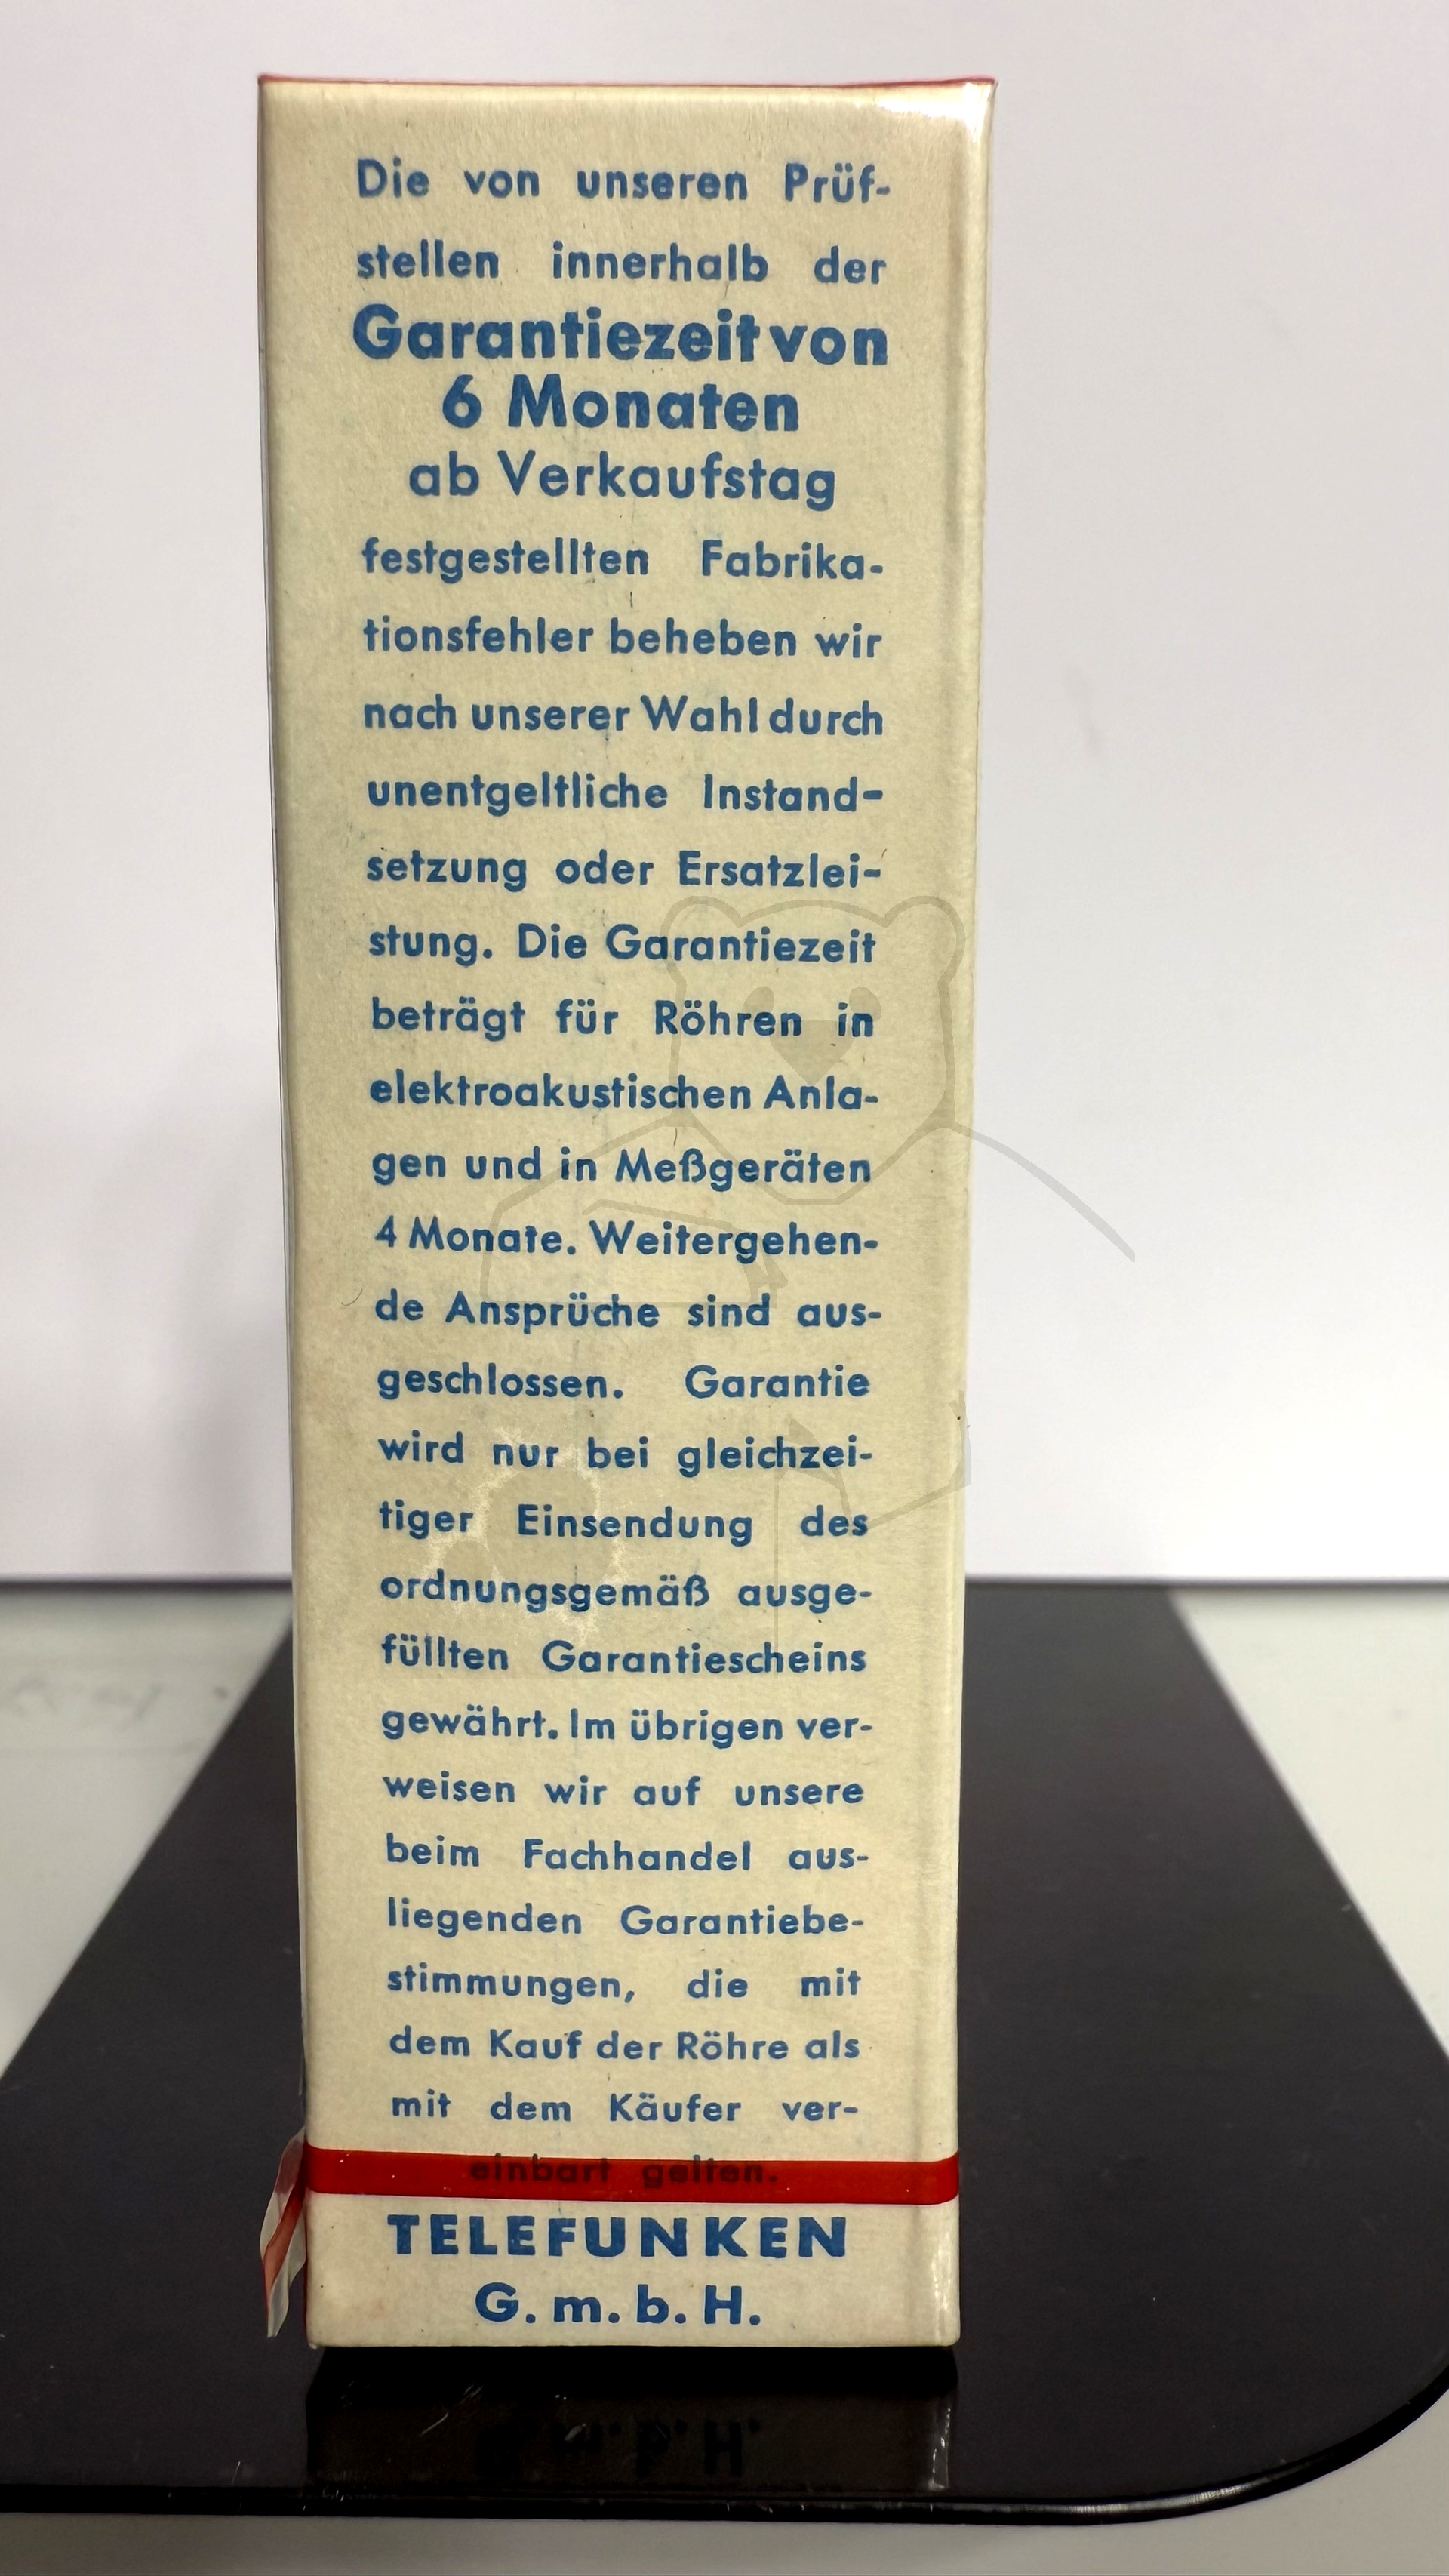 Die von unseren Prüf-
stellen innerhalb der
Garantiezeit von
6 Monaten
ab Verkaufstag
festgestellten Fabrika-
tionsfehler beheben wir
nach unserer Wahl durch
unentgeltliche Instand-
setzung oder Ersatzlei-
stung. Die Garantiezeit
beträgt für Röhren in
elektroakustischen Anla-
gen und in Meßgeräten
4 Monate. Weitergehen-
de Ansprüche sind aus-
geschlossen. Garantie
wird nur bei gleichzei-
tiger Einsendung des
ordnungsgemäß ausge-
füllten Garantiescheins
gewährt. Im übrigen ver-
weisen wir auf unsere
beim Fachhandel aus-
liegenden Garantiebe-
stimmungen, die mit
dem Kauf der Röhre als
mit dem Käufer ver-
einbart gelten.
TELEFUNKEN
G.m.b.H.